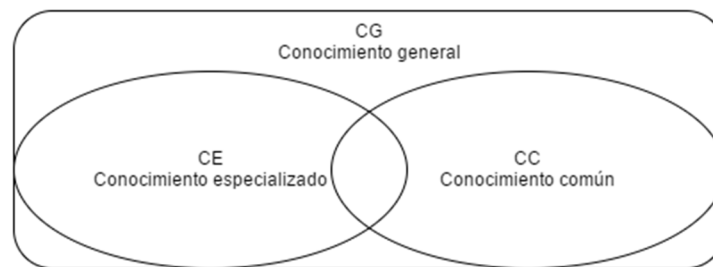 CG
Conocimiento general
CE
Conocimiento especializado
CC
Conocimiento común